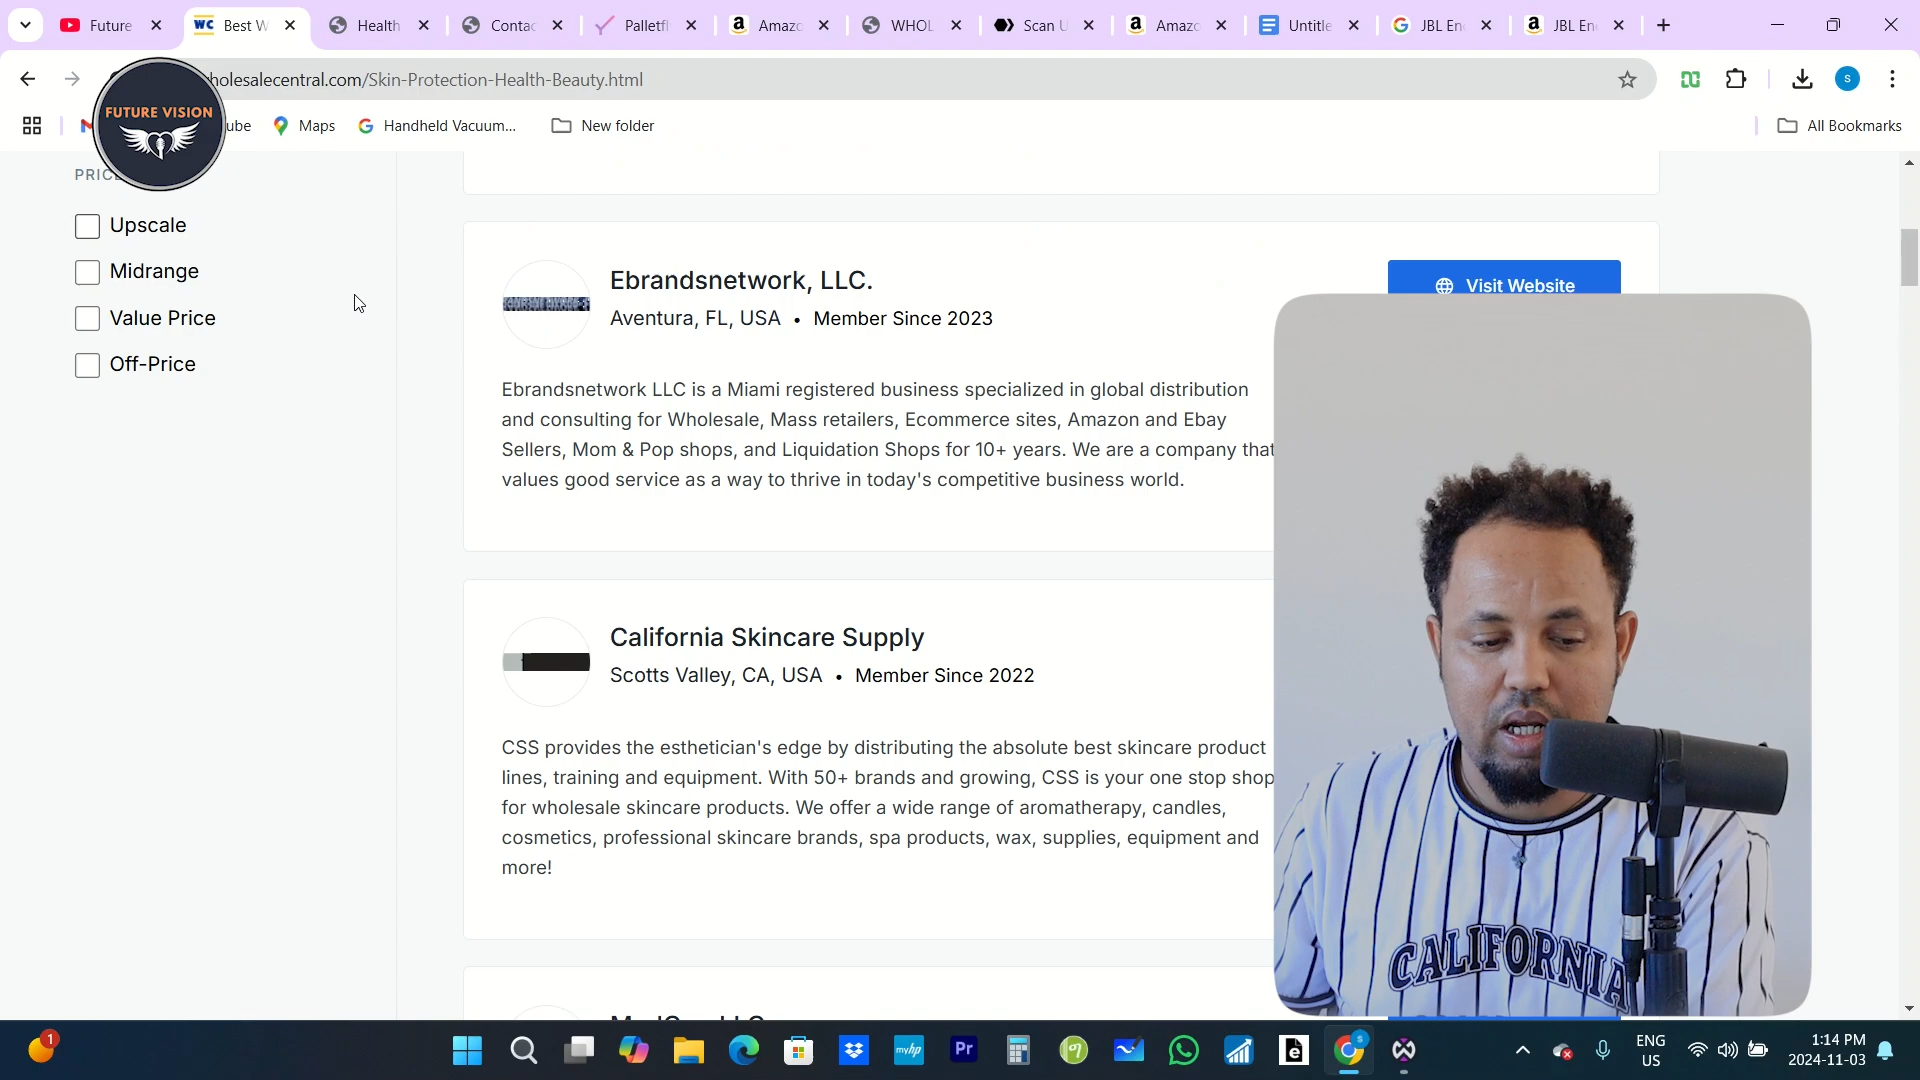 Future
Best W
Health
Contac
Palletfl
Amazo
WHOL
Scan U
Amazo
Untitle
JBL En
JBL En
holesalecentral.com/Skin-Protection-Health-Beauty.html
s
FUTURE VISION
ube
Maps
Handheld Vacuum...
New folder
All Bookmarks
PRIC
Upscale
Midrange
Value Price
Off-Price
Ebrandsnetwork, LLC.
Aventura, FL, USA • Member Since 2023
Visit Website
Ebrandsnetwork LLC is a Miami registered business specialized in global distribution
and consulting for Wholesale, Mass retailers, Ecommerce sites, Amazon and Ebay
Sellers, Mom & Pop shops, and Liquidation Shops for 10+ years. We are a company that
values good service as a way to thrive in today's competitive business world.
California Skincare Supply
Scotts Valley, CA, USA • Member Since 2022
CSS provides the esthetician's edge by distributing the absolute best skincare product
lines, training and equipment. With 50+ brands and growing, CSS is your one stop shop
for wholesale skincare products. We offer a wide range of aromatherapy, candles,
cosmetics, professional skincare brands, spa products, wax, supplies, equipment and
more!
CALIFORNIA
1
myhp
Pr
ENG
US
1:14 PM
2024-11-03